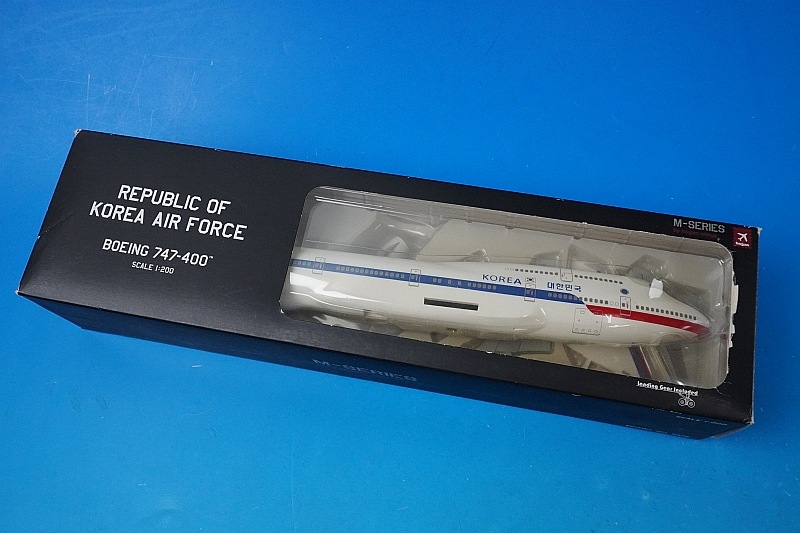 REPUBLIC OF
KOREA AIR FORCE
BOEING 747-400™
SCALE 1:200
M-SERIES
KOREA 대한민국
Landing Gear Included
M-SERIES